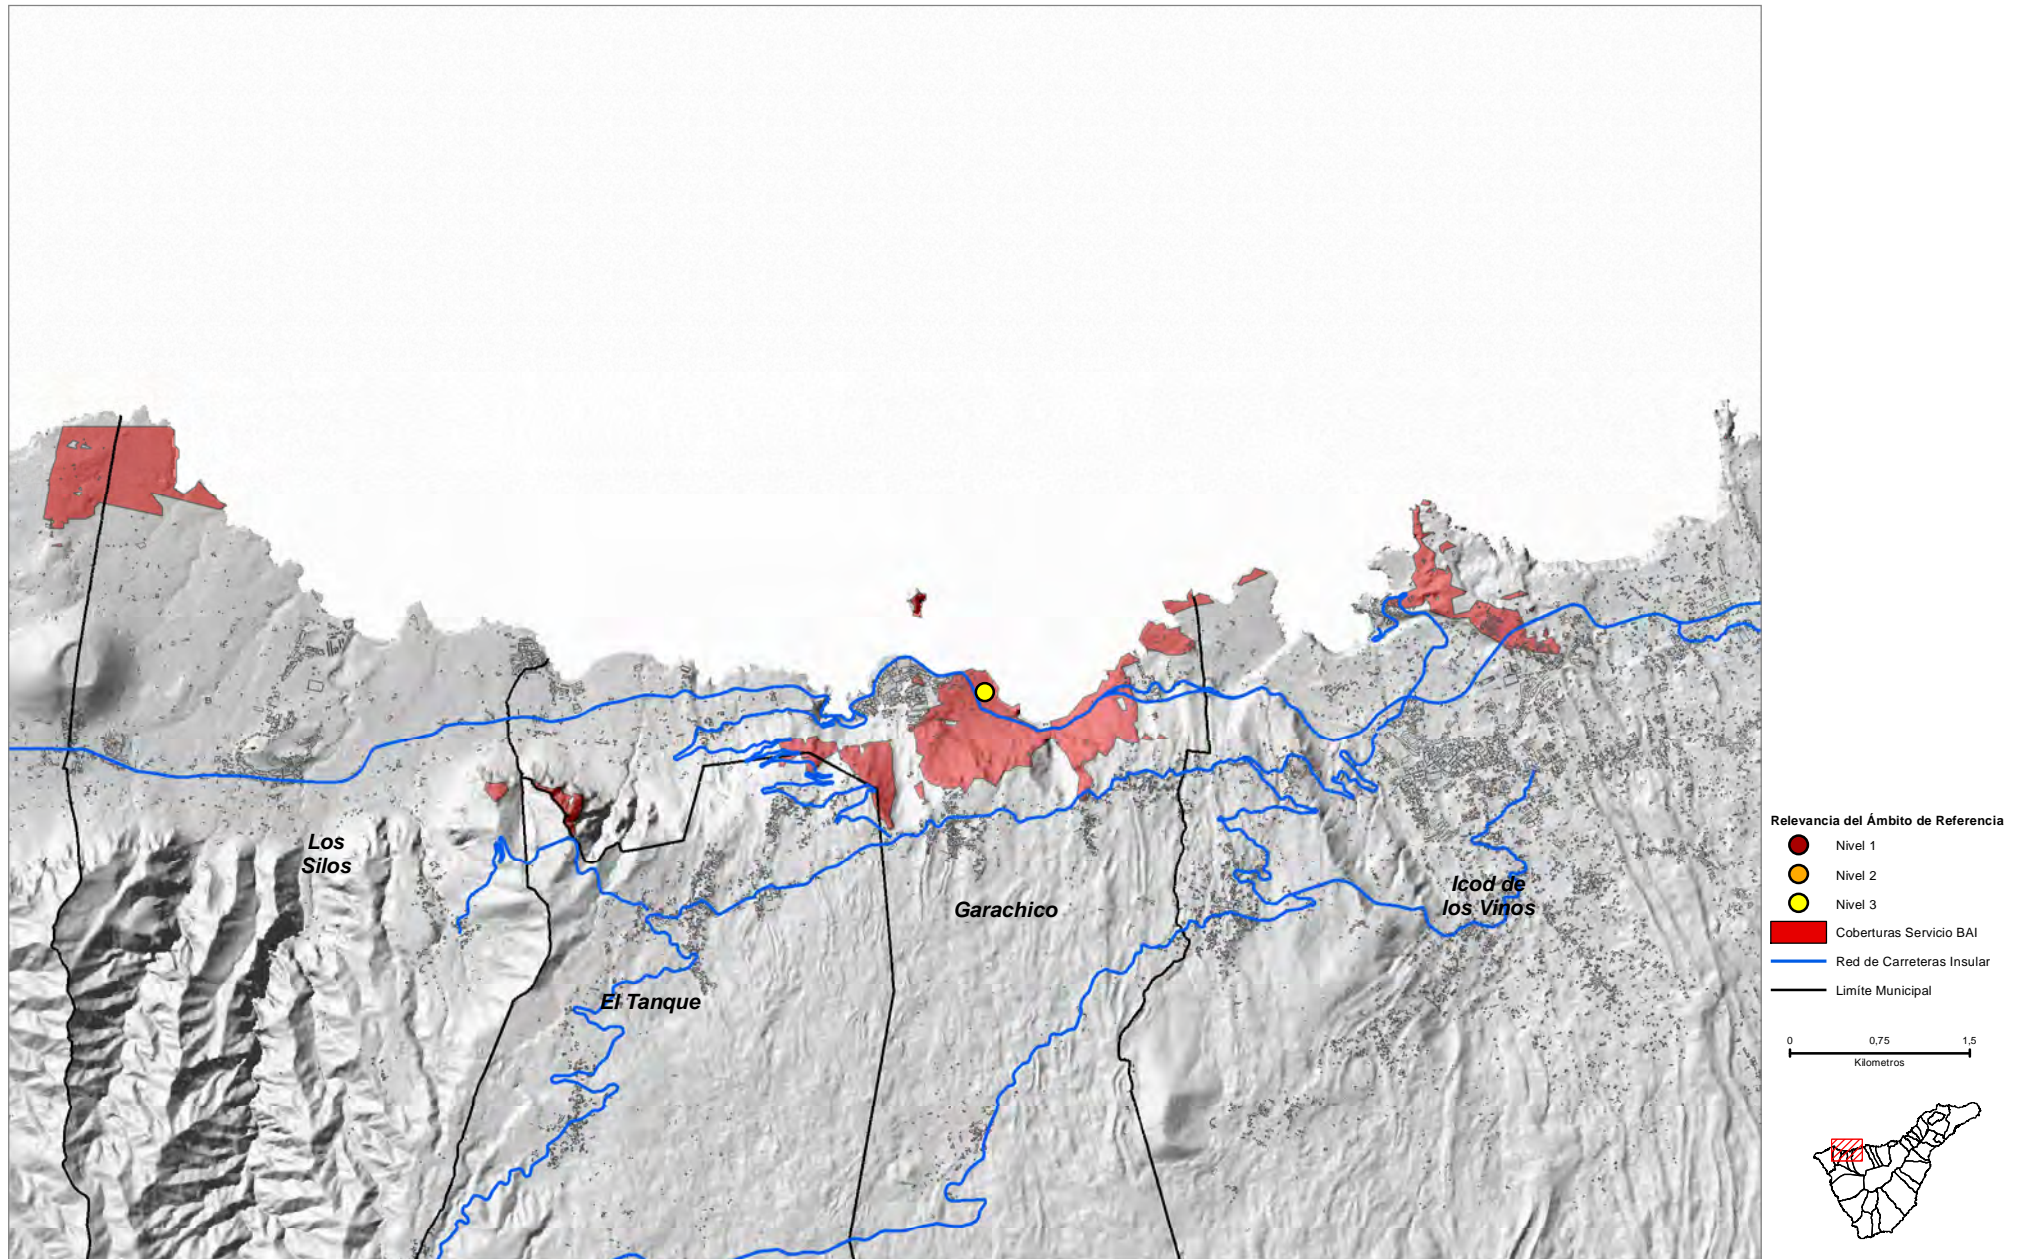 Los
Silos
El Tanque
Garachico
Icod de
los Vinos
Relevancia del Ámbito de Referencia
Nivel 1
Nivel 2
Nivel 3
Coberturas Servicio BAI
Red de Carreteras Insular
Limíte Municipal
0 0,75 1,5
Kilometros